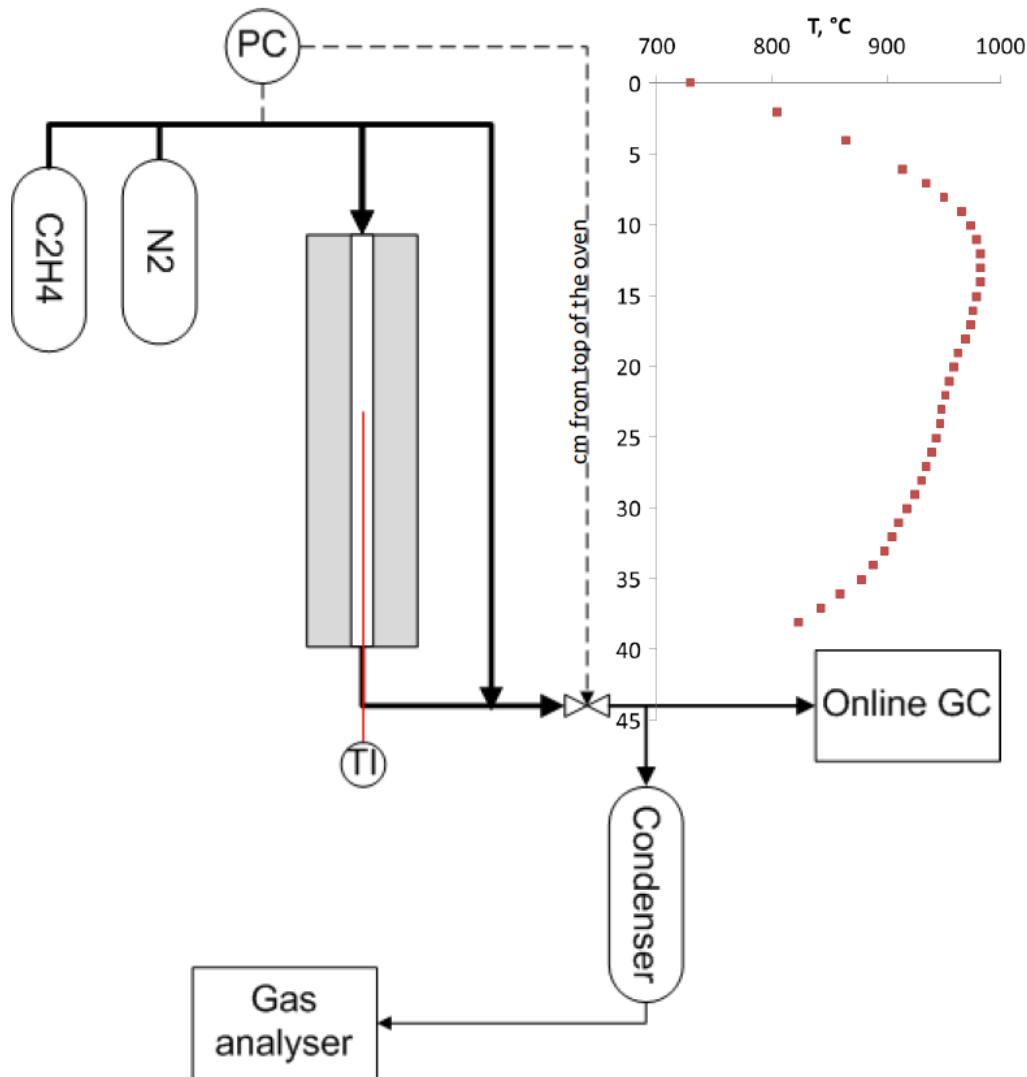 PC
C2H4
N2
TI
T, °C
700 800 900 1000
0
5
10
15
20
25
30
35
40
45
cm from top of the oven
Online GC
Condenser
Gas
analyser